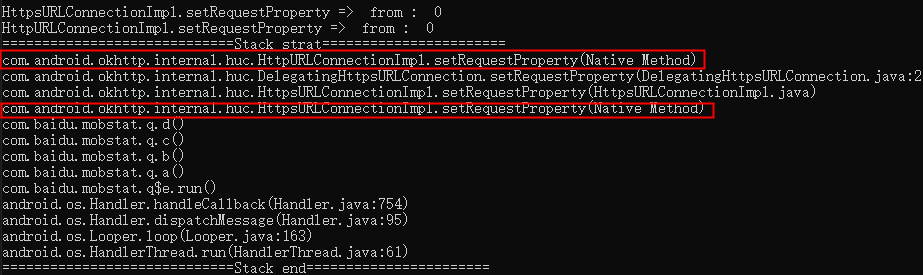 HttpsURLConnectionImpl.setRequestProperty =>  from :  0
HttpURLConnectionImpl.setRequestProperty =>  from :  0
=============================Stack strat=======================
com.android.okhttp.internal.huc.HttpURLConnectionImpl.setRequestProperty(Native Method)
com.android.okhttp.internal.huc.DelegatingHttpsURLConnection.setRequestProperty(DelegatingHttpsURLConnection.java:2
com.android.okhttp.internal.huc.HttpsURLConnectionImpl.setRequestProperty(HttpsURLConnectionImpl.java)
com.android.okhttp.internal.huc.HttpsURLConnectionImpl.setRequestProperty(Native Method)
com.baidu.mobstat.q.d()
com.baidu.mobstat.q.c()
com.baidu.mobstat.q.b()
com.baidu.mobstat.q.a()
com.baidu.mobstat.q$e.run()
android.os.Handler.handleCallback(Handler.java:754)
android.os.Handler.dispatchMessage(Handler.java:95)
android.os.Looper.loop(Looper.java:163)
android.os.HandlerThread.run(HandlerThread.java:61)
=============================Stack end=======================